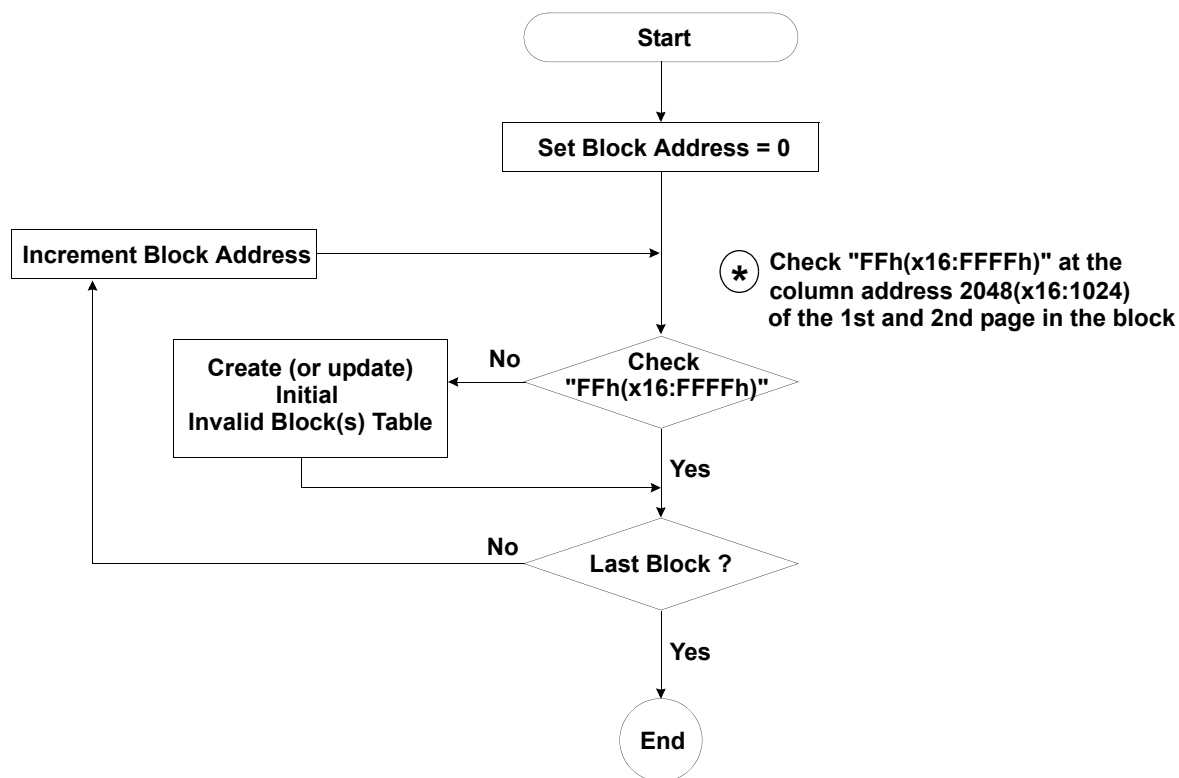 Start
Set Block Address = 0
Increment Block Address
* Check "FFh(x16:FFFFh)" at the
column address 2048(x16:1024)
of the 1st and 2nd page in the block
No
Check
"FFh(x16:FFFFh)"
Create (or update)
Initial
Invalid Block(s) Table
Yes
No
Last Block ?
Yes
End